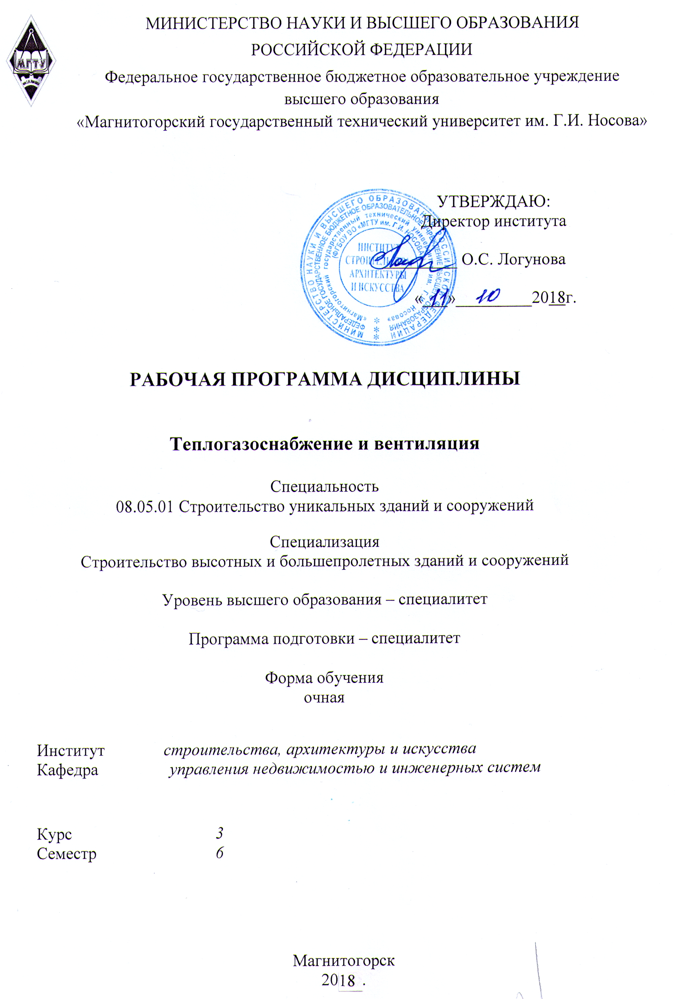 МИНИСТЕРСТВО НАУКИ И ВЫСШЕГО ОБРАЗОВАНИЯ
РОССИЙСКОЙ ФЕДЕРАЦИИ
Федеральное государственное бюджетное образовательное учреждение
высшего образования
«Магнитогорский государственный технический университет им. Г.И. Носова»
МГТУ
им. Г.И. Носова
УТВЕРЖДАЮ:
Директор института
О.С. Логунова
«11» 10 2018г.
МИНИСТЕРСТВО НАУКИ И ВЫСШЕГО ОБРАЗОВАНИЯ РОССИЙСКОЙ ФЕДЕРАЦИИ
ФЕДЕРАЛЬНОЕ ГОСУДАРСТВЕННОЕ БЮДЖЕТНОЕ ОБРАЗОВАТЕЛЬНОЕ УЧРЕЖДЕНИЕ ВЫСШЕГО ОБРАЗОВАНИЯ
«Магнитогорский государственный технический университет им. Г.И. Носова»
(ФГБОУ ВО «МГТУ им. Г.И. НОСОВА»)
ИНСТИТУТ
СТРОИТЕЛЬСТВА
АРХИТЕКТУРЫ
И ИСКУССТВА
РАБОЧАЯ ПРОГРАММА ДИСЦИПЛИНЫ
Теплогазоснабжение и вентиляция
Специальность
08.05.01 Строительство уникальных зданий и сооружений
Специализация
Строительство высотных и большепролетных зданий и сооружений
Уровень высшего образования – специалитет
Программа подготовки – специалитет
Форма обучения
очная
Институт строительства, архитектуры и искусства
Кафедра управления недвижимостью и инженерных систем
Курс 3
Семестр 6
Магнитогорск
2018 .